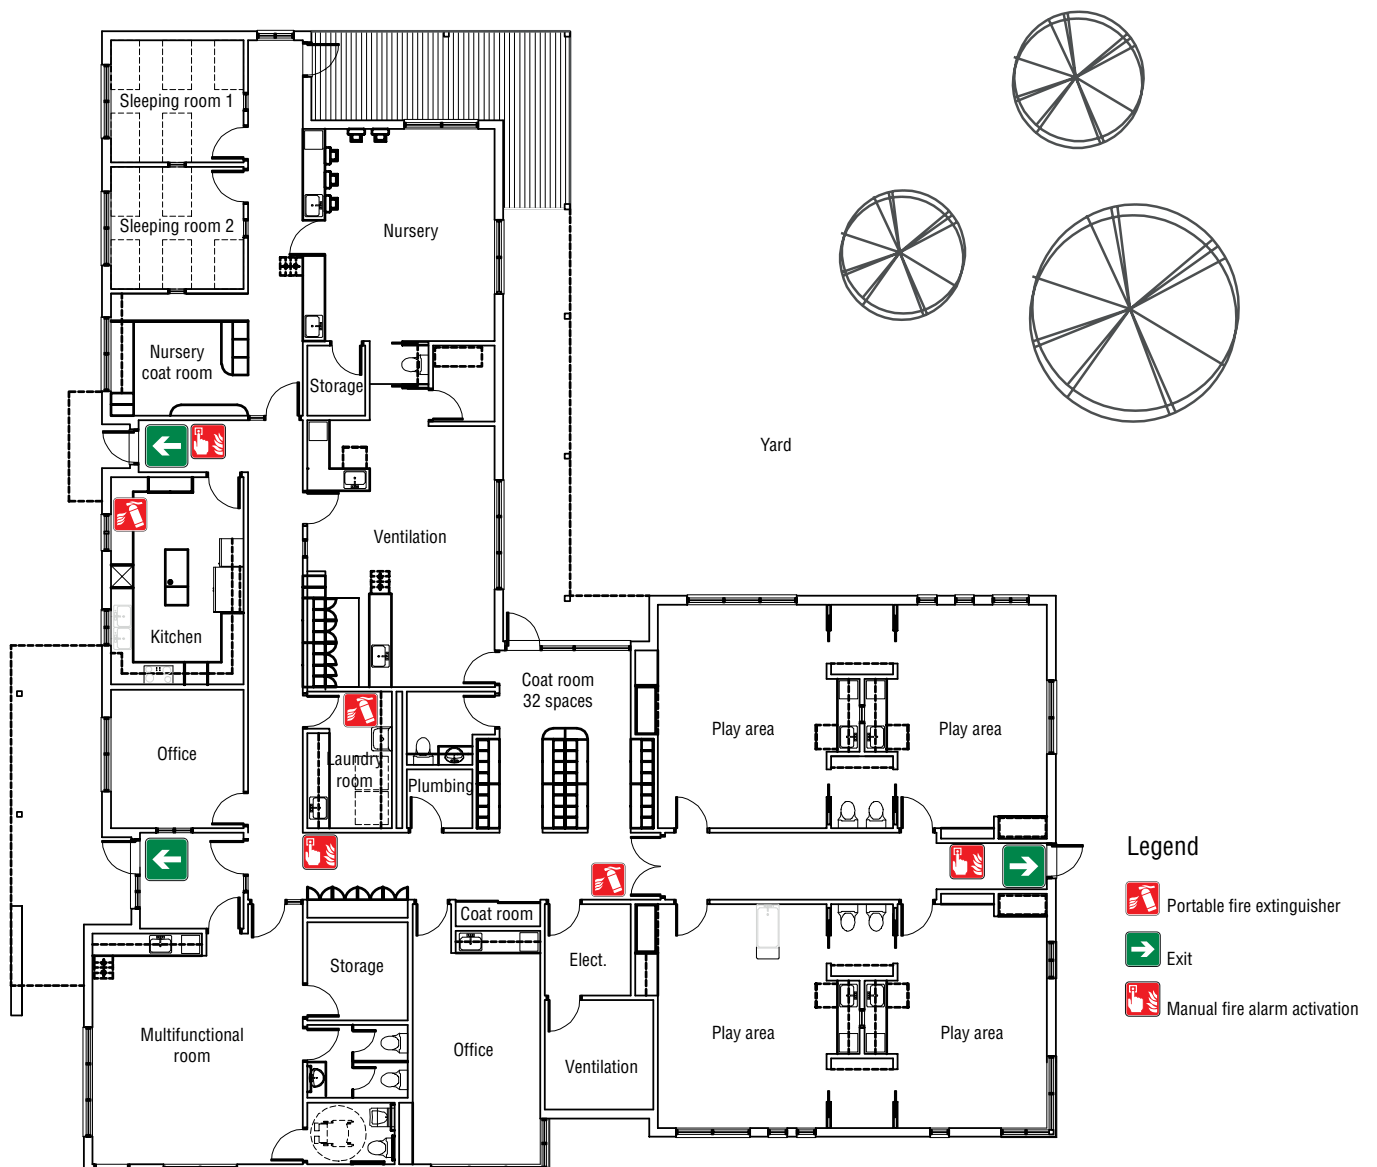 Sleeping room 1
Sleeping room 2
Nursery
Nursery
coat room
Storage
Yard
Ventilation
Kitchen
Coat room
32 spaces
Office
Laundry
room
Plumbing
Play area
Play area
Legend
Portable fire extinguisher
Exit
Manual fire alarm activation
Coat room
Storage
Elect.
Multifunctional
room
Office
Ventilation
Play area
Play area